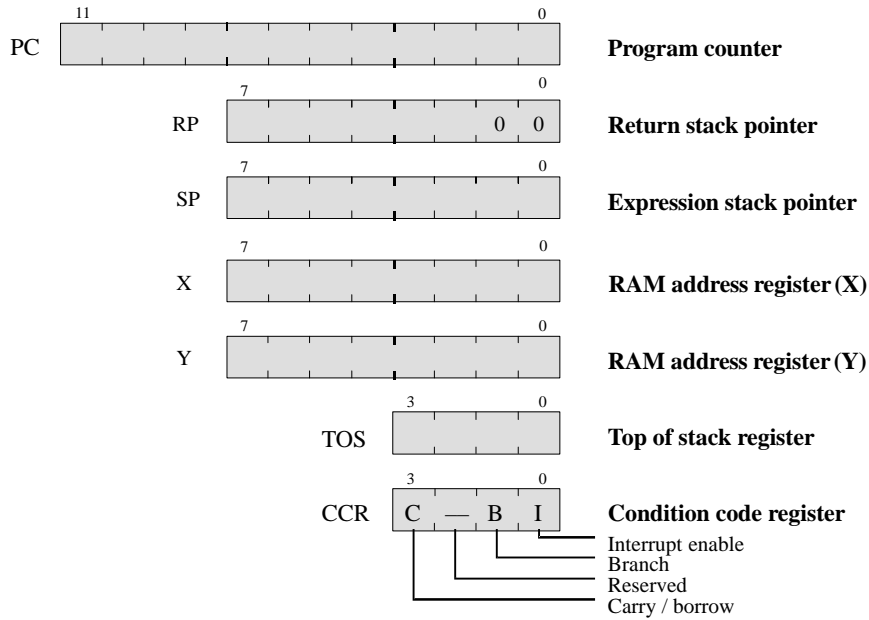 11 0
PC Program counter
7 0
RP 0 0 Return stack pointer
7 0
SP Expression stack pointer
7 0
X RAM address register (X)
7 0
Y RAM address register (Y)
3 0
TOS Top of stack register
3 0
CCR C — B I Condition code register
Interrupt enable
Branch
Reserved
Carry / borrow